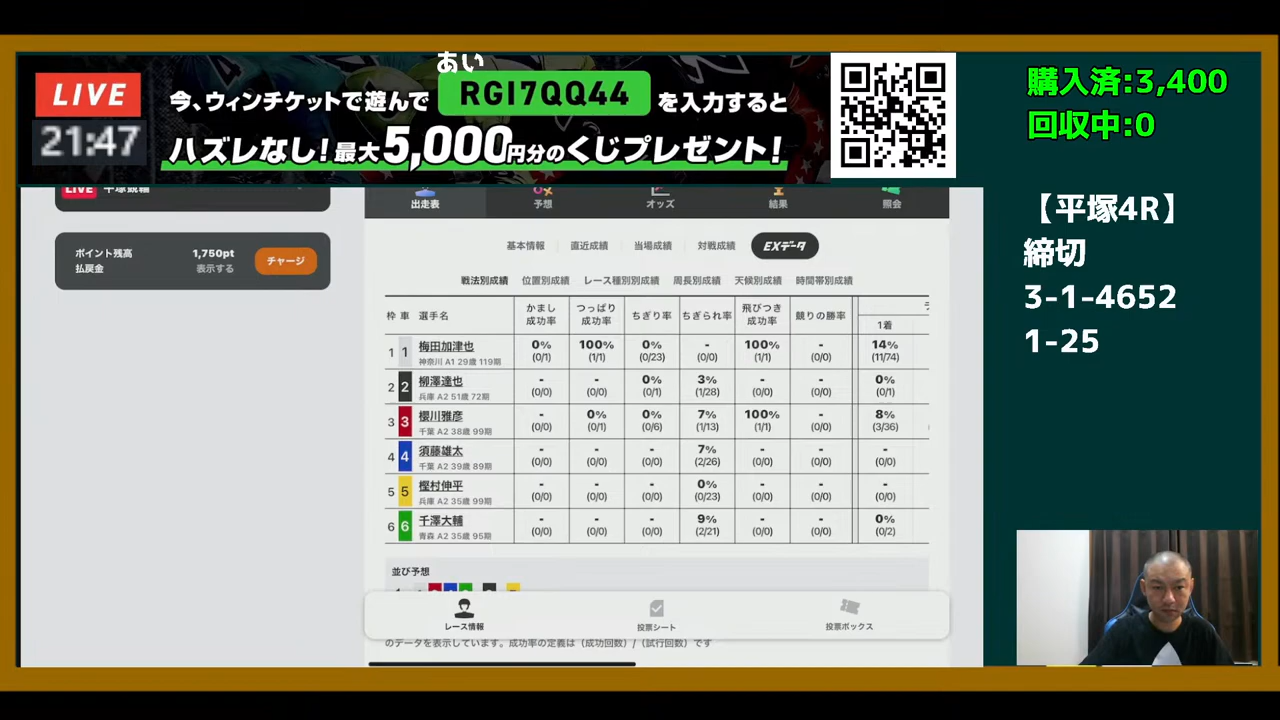 あい
LIVE
今、ウィンチケットで遊んで RGI7QQ44 を入力すると
21:47
ハズレなし!最大5,000円分のくじプレゼント!
購入済:3,400
回収中:0
【平塚4R】
締切
3-1-4652
1-25
LIVE 平塚競輪
ポイント残高 1,750pt
払戻金 表示する
チャージ
出走表 予想 オッズ 結果 照会
基本情報 直近成績 当場成績 対戦成績 EXデータ
戦法別成績 位置別成績 レース種別別成績 周長別成績 天候別成績 時間帯別成績
枠 車 選手名 かまし成功率 つっぱり成功率 ちぎり率 ちぎられ率 飛びつき成功率 競りの勝率 1着
1 1 梅田加津也 0% 100% 0% - 100% - 14%
神奈川 A1 29歳 119期 (0/1) (1/1) (0/23) (0/0) (1/1) (0/0) (11/74)
2 2 柳澤達也 - - 0% 3% - - 0%
兵庫 A2 51歳 72期 (0/0) (0/0) (0/1) (1/28) (0/0) (0/0) (0/1)
3 3 櫻川雅彦 - 0% 0% 7% 100% - 8%
千葉 A2 38歳 99期 (0/0) (0/1) (0/6) (1/13) (1/1) (0/0) (3/36)
4 4 須藤雄太 - - - 7% - - -
千葉 A2 39歳 89期 (0/0) (0/0) (0/0) (2/26) (0/0) (0/0) (0/0)
5 5 樫村伸平 - - - 0% - - -
兵庫 A2 35歳 99期 (0/0) (0/0) (0/0) (0/23) (0/0) (0/0) (0/0)
6 6 千澤大輔 - - - 9% - - 0%
青森 A2 35歳 95期 (0/0) (0/0) (0/0) (2/21) (0/0) (0/0) (0/2)
並び予想
レース情報 投票シート 投票ボックス
のデータを表示しています。成功率の定義は（成功回数）/（試行回数）です